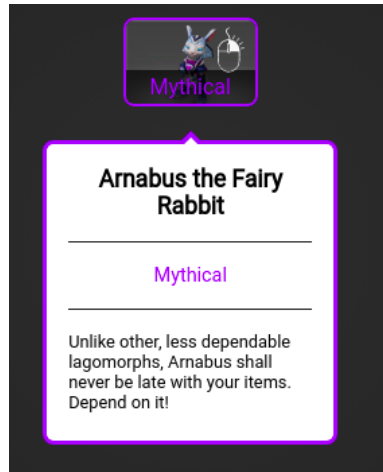 Mythical
Arnabus the Fairy
Rabbit
Mythical
Unlike other, less dependable
lagomorphs, Arnabus shall
never be late with your items.
Depend on it!